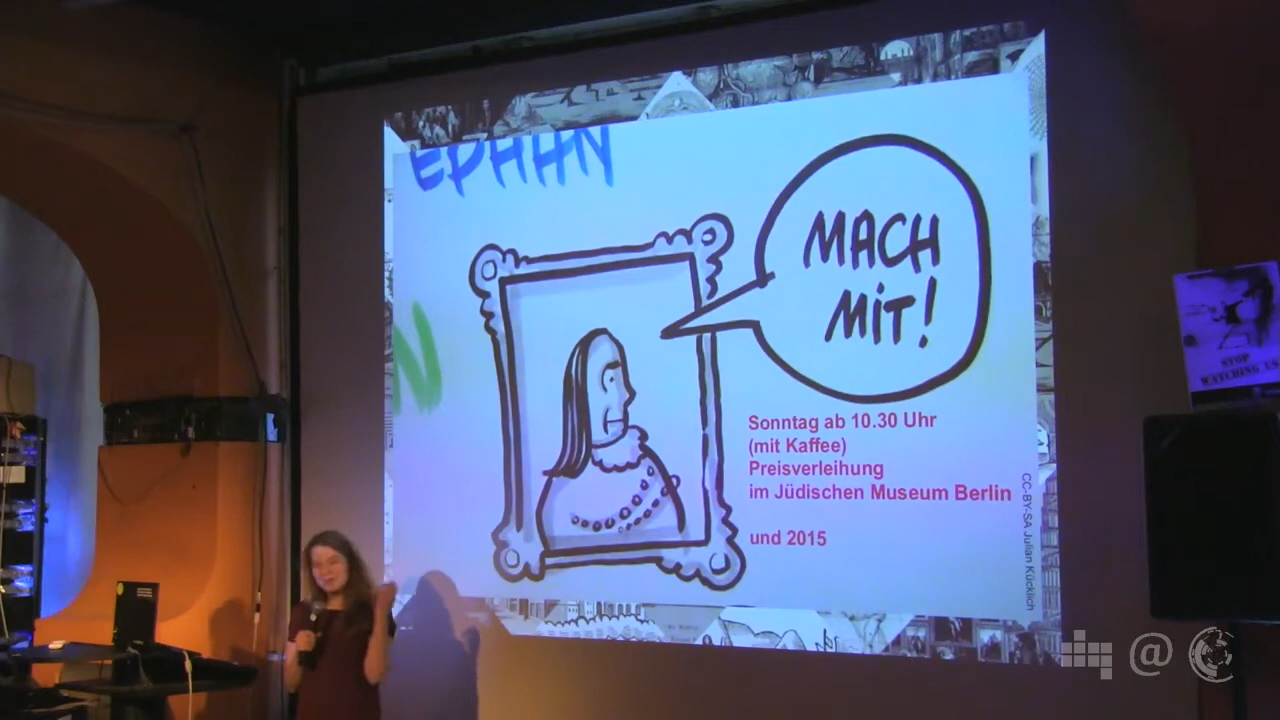 EPHAN
MACH
MiT!
N
Sonntag ab 10.30 Uhr
(mit Kaffee)
Preisverleihung
im Jüdischen Museum Berlin
und 2015
CC-BY-SA Julian Kücklich
STOP
WATCHING US
@